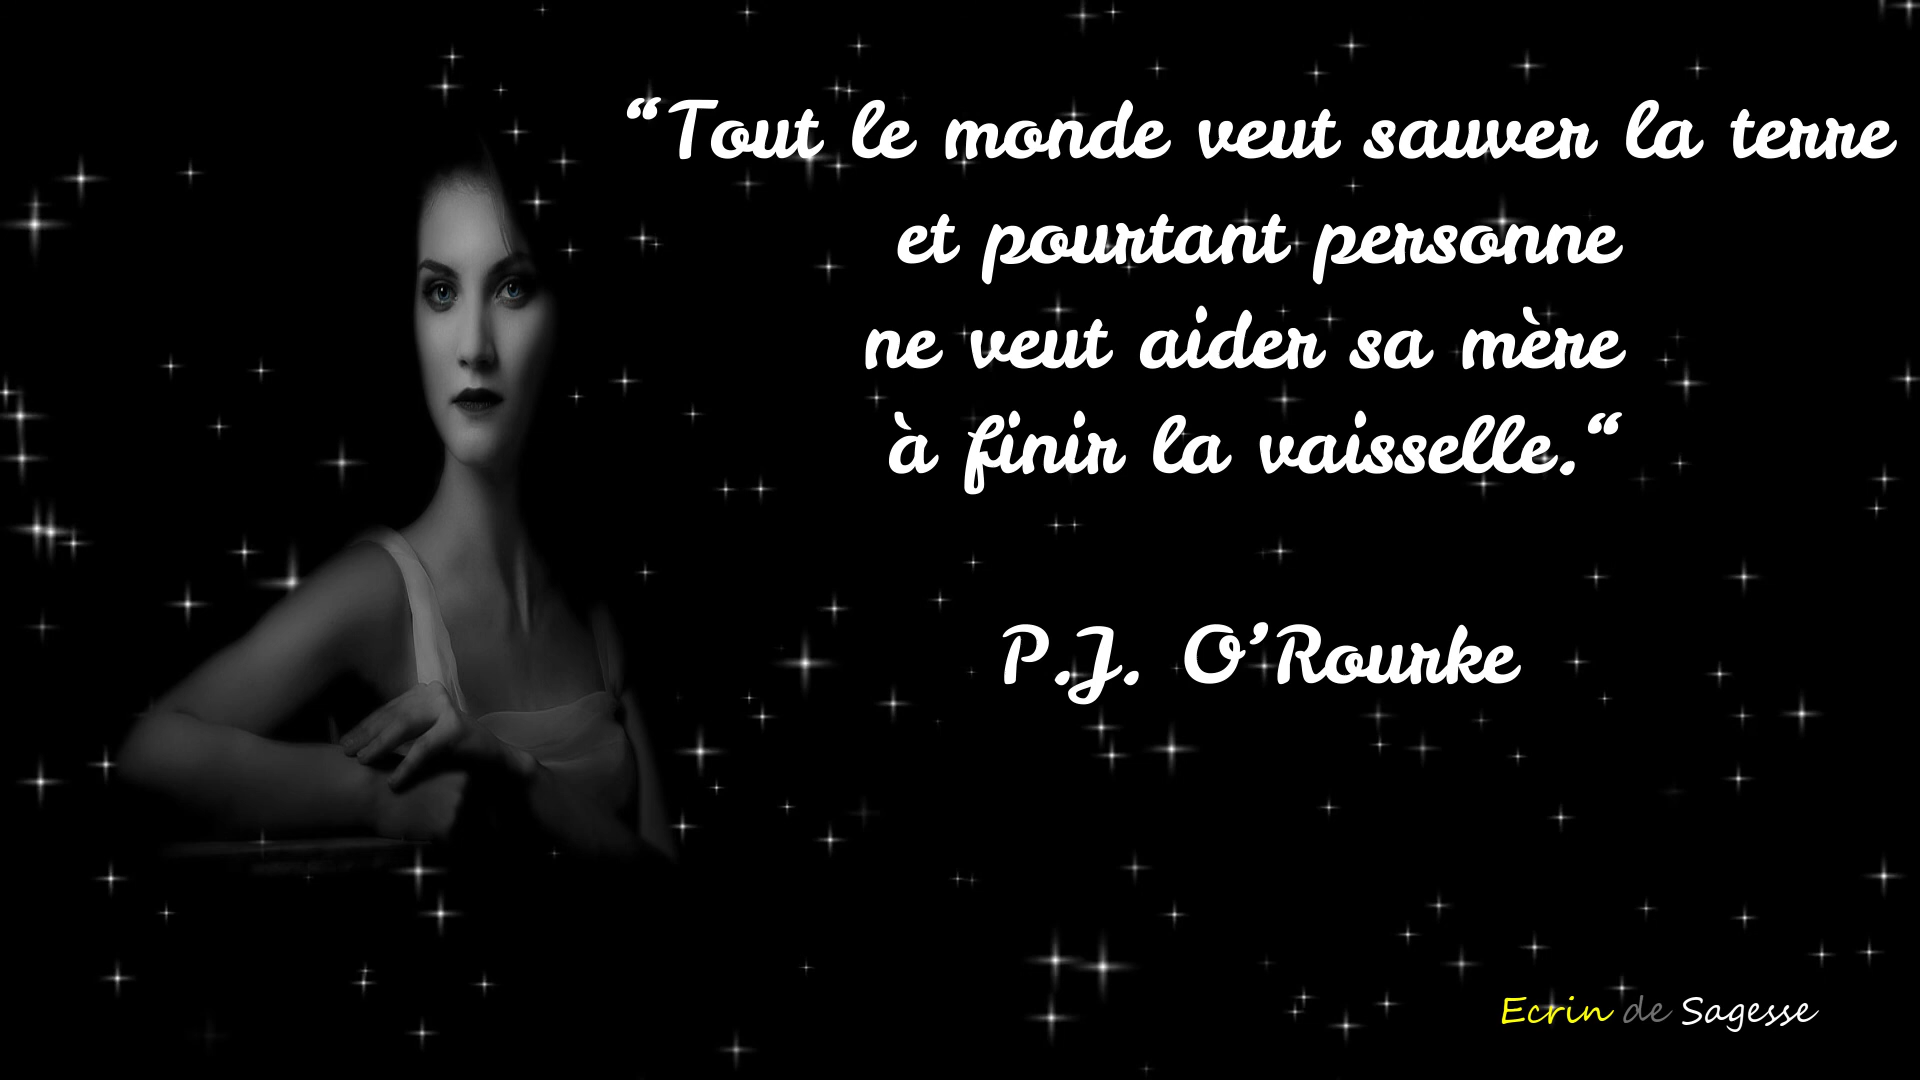 “Tout le monde veut sauver la terre
et pourtant personne
ne veut aider sa mère
à finir la vaisselle.“
P.J. O’Rourke
Ecrin de Sagesse